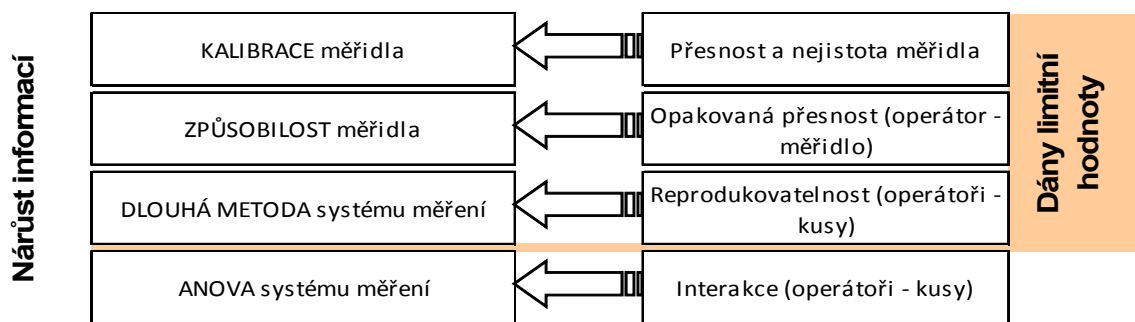 Nárůst informací
KALIBRACE měřidla
Přesnost a nejistota měřidla
ZPŮSOBILOST měřidla
Opakovaná přesnost (operátor -
měřidlo)
DLOUHÁ METODA systému měření
Reprodukovatelnost (operátoři -
kusy)
ANOVA systému měření
Interakce (operátoři - kusy)
Dány limitní
hodnoty